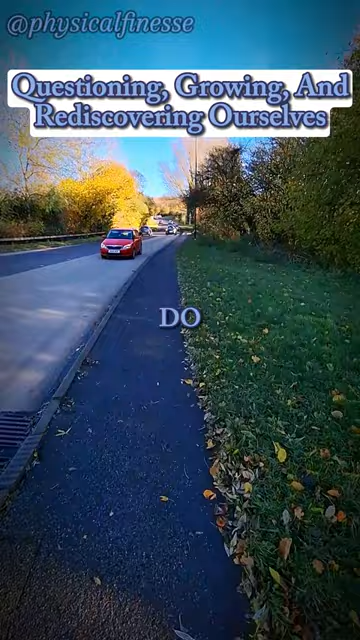 @physicalfinesse
Questioning, Growing, And
Rediscovering Ourselves
DO